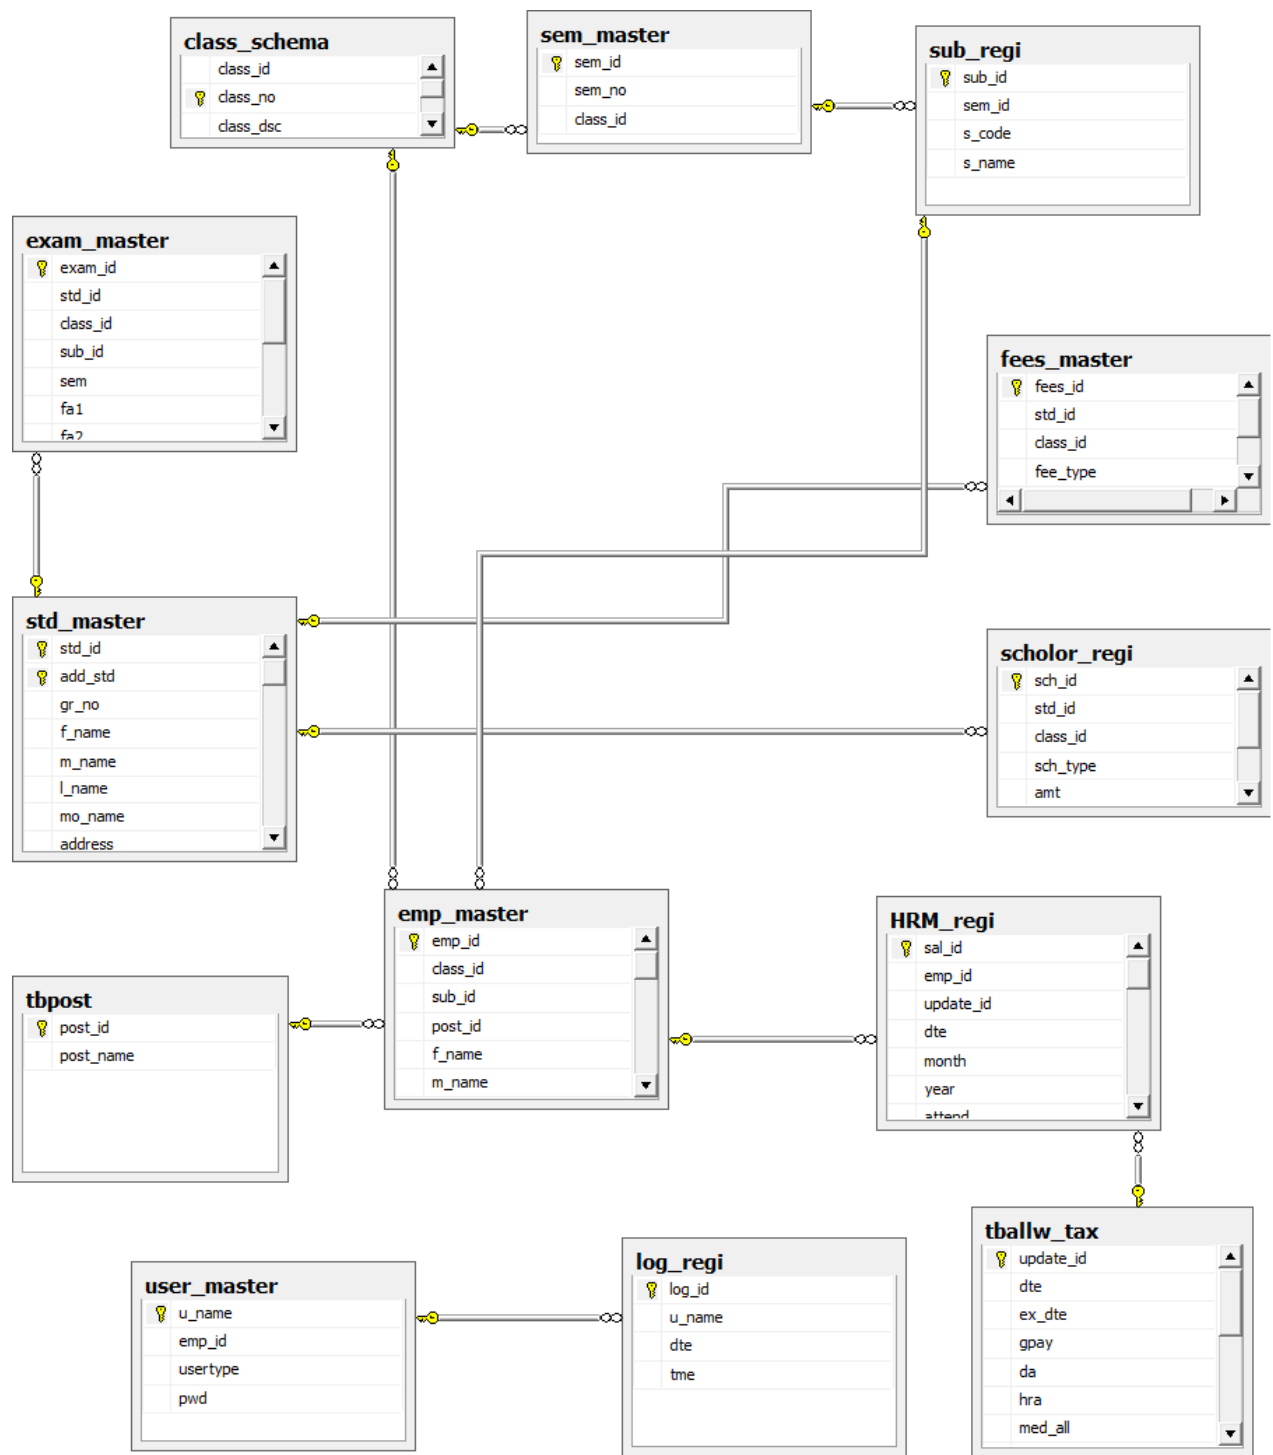 class_schema
class_id
class_no
class_dsc
sem_master
sem_id
sem_no
class_id
sub_regi
sub_id
sem_id
s_code
s_name
exam_master
exam_id
std_id
class_id
sub_id
sem
fa1
fa2
fees_master
fees_id
std_id
class_id
fee_type
std_master
std_id
add_std
gr_no
f_name
m_name
l_name
mo_name
address
scholor_regi
sch_id
std_id
class_id
sch_type
amt
emp_master
emp_id
class_id
sub_id
post_id
f_name
m_name
HRM_regi
sal_id
emp_id
update_id
dte
month
year
attend
tbpost
post_id
post_name
user_master
u_name
emp_id
usertype
pwd
log_regi
log_id
u_name
dte
tme
tballw_tax
update_id
dte
ex_dte
gpay
da
hra
med_all